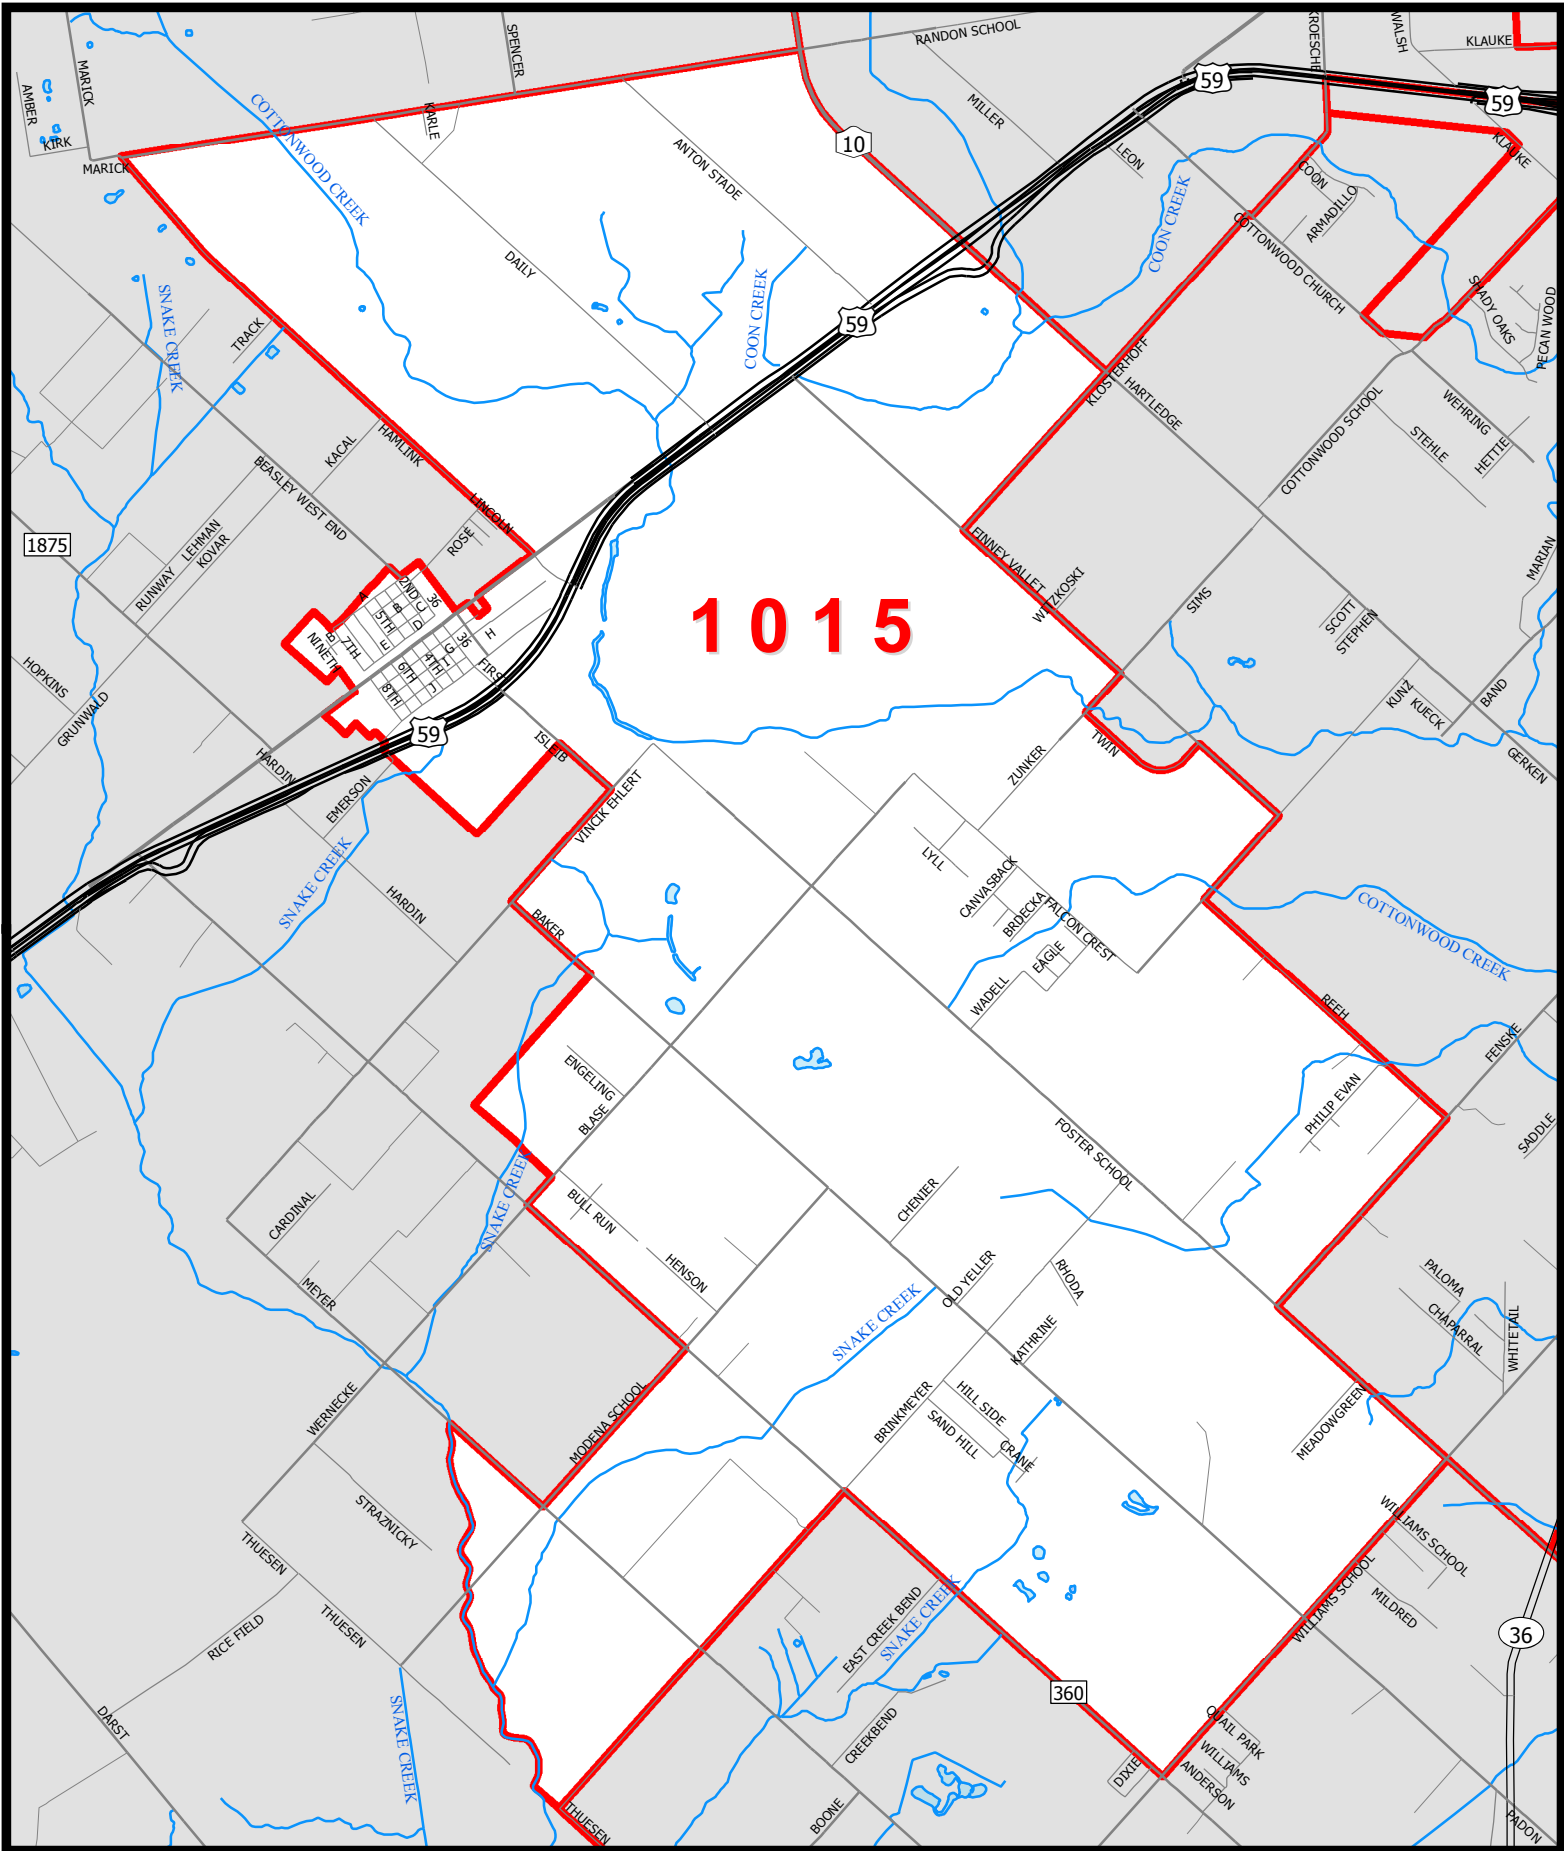 RANDON SCHOOL
SPENCER
KROESCHE
WALSH
KLAUKE
MARICK
AMBER
KIRK
MARICK
KARLE
COTTONWOOD CREEK
59
59
MILLER
LEON
10
ANTON STADE
KLAUKE
COON
ARMADILLO
COTTONWOOD CHURCH
COON CREEK
DAILY
COON CREEK
59
SNAKE CREEK
TRACK
SHADY OAKS
PECAN WOOD
KLOSTERHOFF
HARTLEDGE
COTTONWOOD SCHOOL
WEHRING
STEHLE
HETTIE
KACAL
HAMLINK
BEASLEY WEST END
LINCOLN
ROSE
1875
LEHMAN
KOVAR
RUNWAY
FINNEY VALLET
WITZKOSKI
SIMS
MARIAN
SCOTT
STEPHEN
1015
A
2ND
36
B
C
5TH
D
B
7TH
E
NINETH
36
H
G
4TH
I
6TH
FIRST
J
8TH
HOPKINS
GRUNWALD
KUNZ
KUECK
BAND
GERKEN
59
ISLEIB
HARDIN
EMERSON
VINCIK EHLERT
TWIN
ZUNKER
LYLL
CANVASBACK
BRDECKA
FALCON CREST
EAGLE
WADELL
SNAKE CREEK
HARDIN
BAKER
COTTONWOOD CREEK
REEH
FENSKE
ENGELING
BLASE
PHILIP EVAN
SADDLE
FOSTER SCHOOL
SNAKE CREEK
CARDINAL
MEYER
BULL RUN
HENSON
CHENIER
OLD YELLER
RHODA
KATHRINE
SNAKE CREEK
PALOMA
CHAPARRAL
WHITETAIL
WERNECKE
MODENA SCHOOL
BRINKMEYER
HILL SIDE
SAND HILL
CRANE
MEADOWGREEN
STRAZNICKY
THUESEN
THUESEN
RICE FIELD
WILLIAMS SCHOOL
WILLIAMS SCHOOL
MILDRED
36
EAST CREEK BEND
SNAKE CREEK
360
DARST
SNAKE CREEK
CREEKBEND
QUAIL PARK
WILLIAMS
ANDERSON
DIXIE
BOONE
THUESEN
PADON